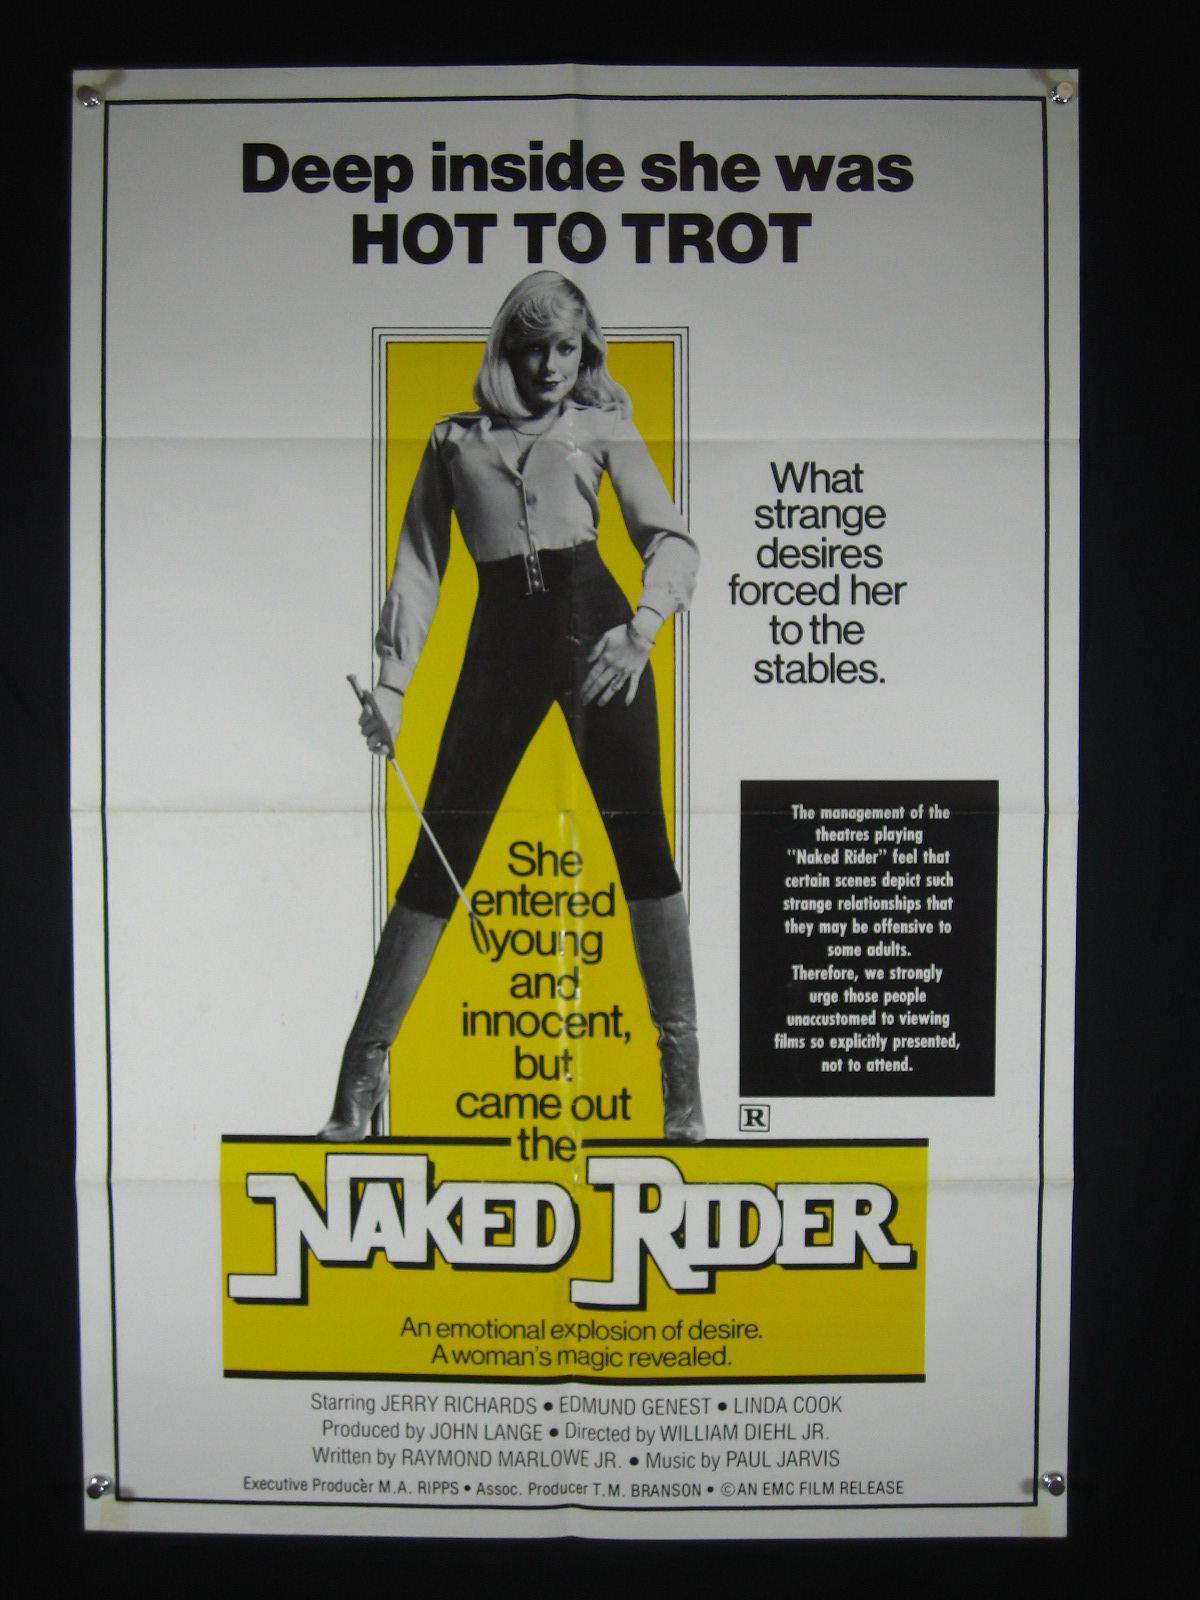 Deep inside she was
HOT TO TROT
What
strange
desires
forced her
to the
stables.
The management of the
theatres playing
"Naked Rider" feel that
certain scenes depict such
strange relationships that
they may be offensive to
some adults.
Therefore, we strongly
urge those people
unaccustomed to viewing
films so explicitly presented,
not to attend.
R
She
entered
young
and
innocent,
but
came out
the
NAKED RIDER
An emotional explosion of desire.
A woman's magic revealed.
Starring JERRY RICHARDS • EDMUND GENEST • LINDA COOK
Produced by JOHN LANGE • Directed by WILLIAM DIEHL JR.
Written by RAYMOND MARLOWE JR. • Music by PAUL JARVIS
Executive Producer M.A. RIPPS • Assoc. Producer T.M. BRANSON • ©AN EMC FILM RELEASE